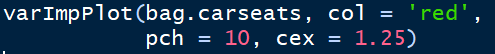 varImpPlot(bag.carseats, col = 'red',
pch = 10, cex = 1.25)